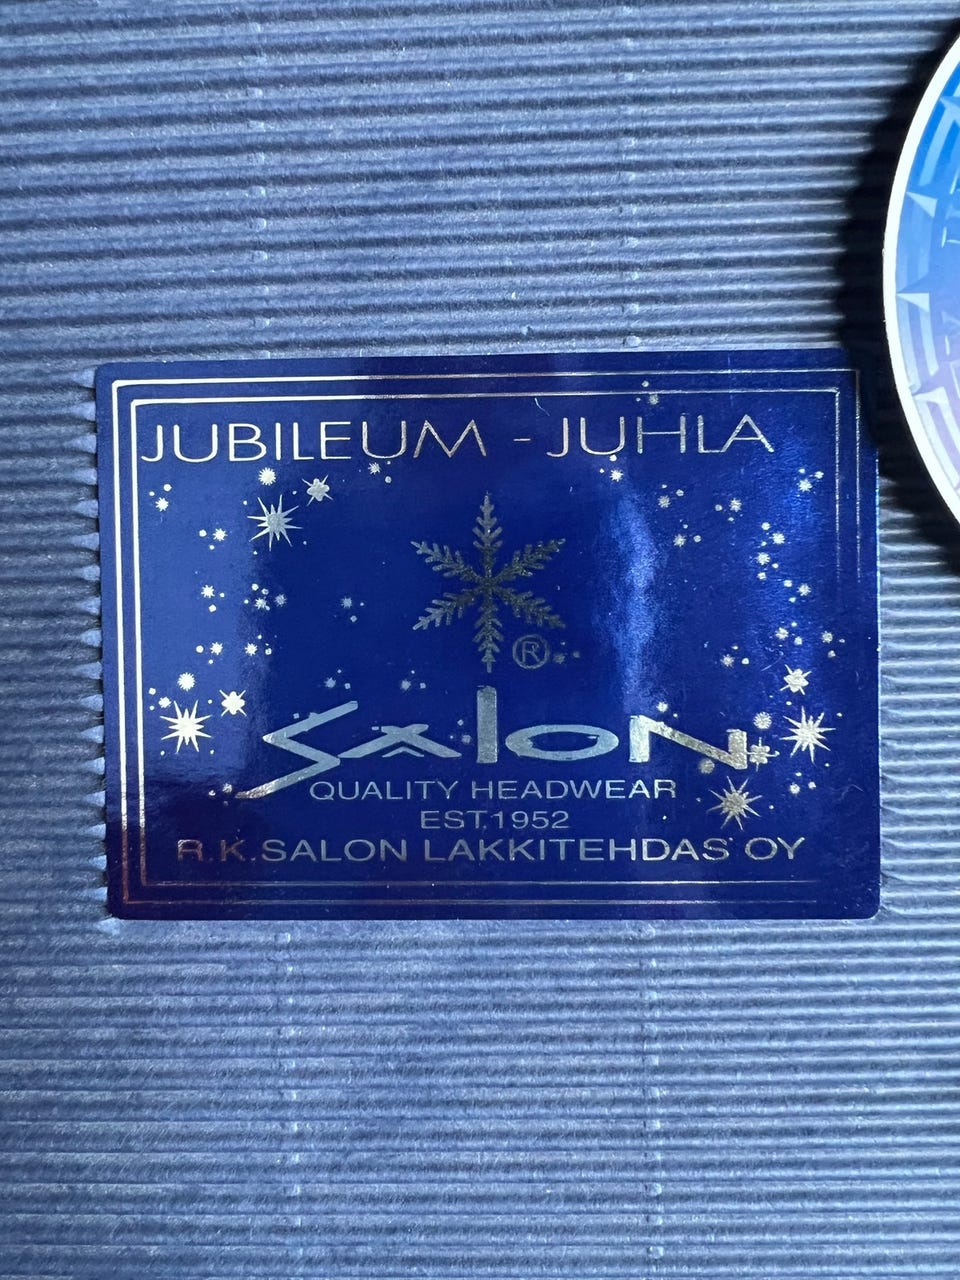 JUBILEUM - JUHLA
®
SALON
QUALITY HEADWEAR
EST.1952
R.K.SALON LAKKITEHDAS OY